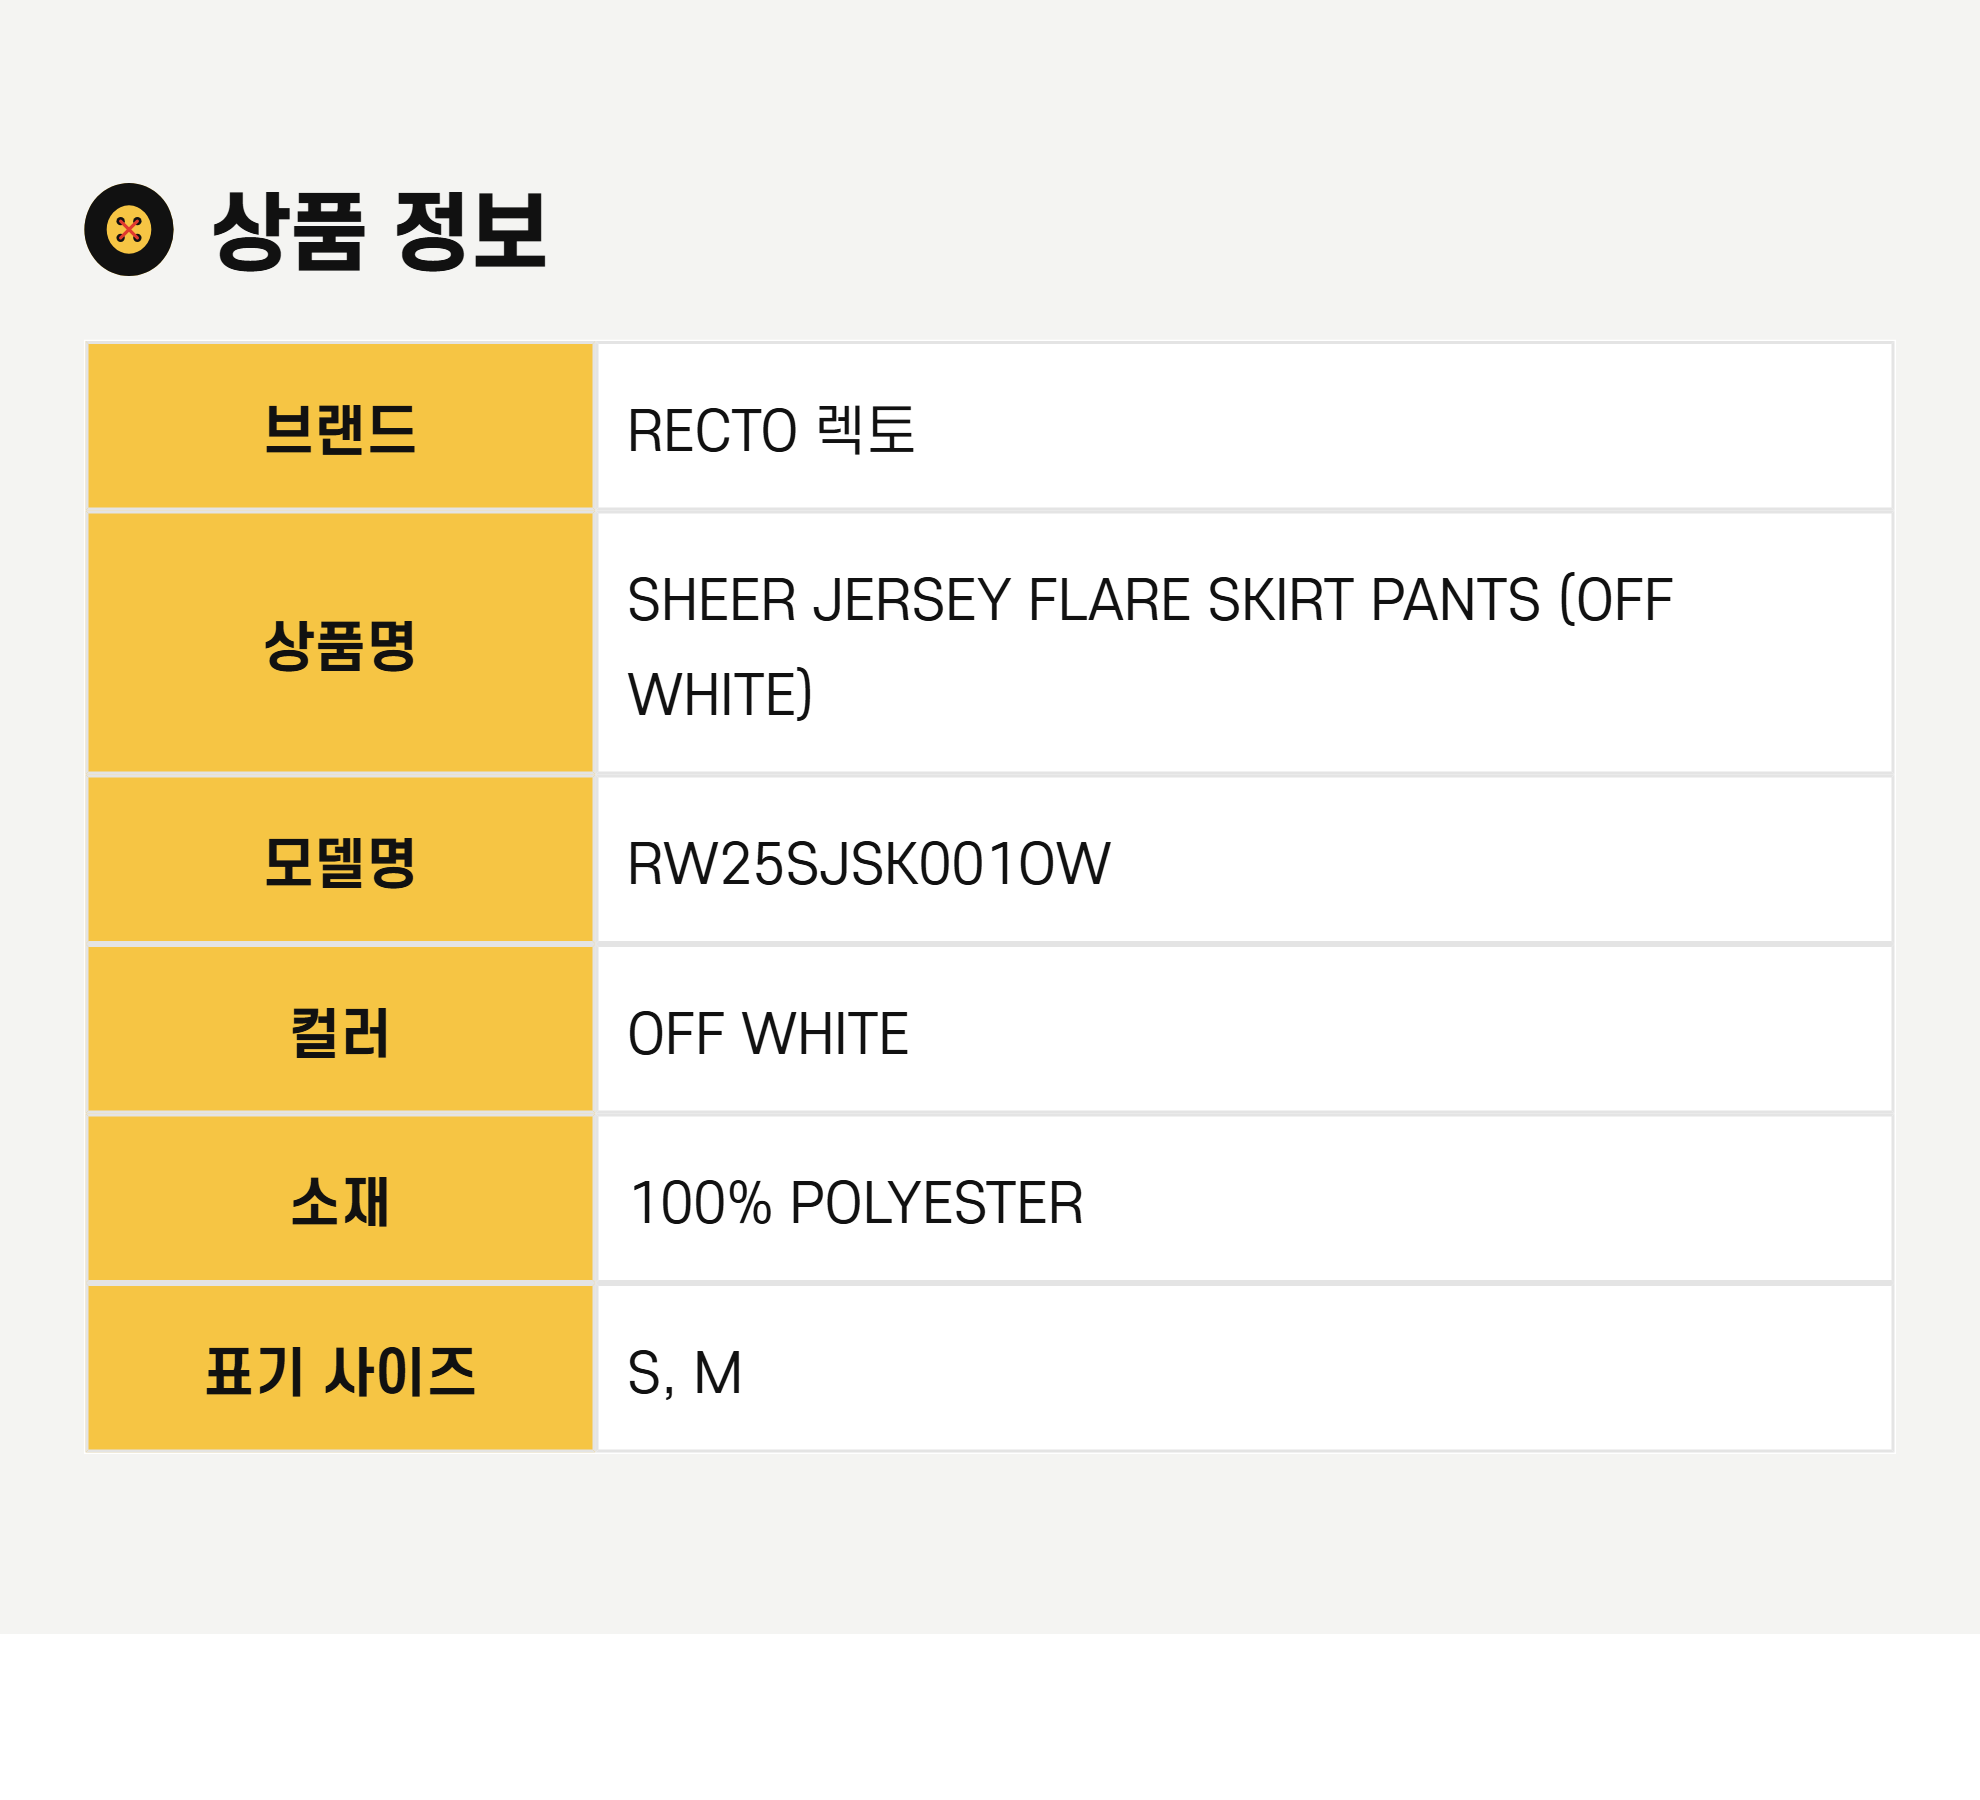 상품 정보
브랜드
RECTO 렉토
상품명
SHEER JERSEY FLARE SKIRT PANTS (OFF
WHITE)
모델명
RW25SJSK001OW
컬러
OFF WHITE
소재
100% POLYESTER
표기 사이즈
S, M